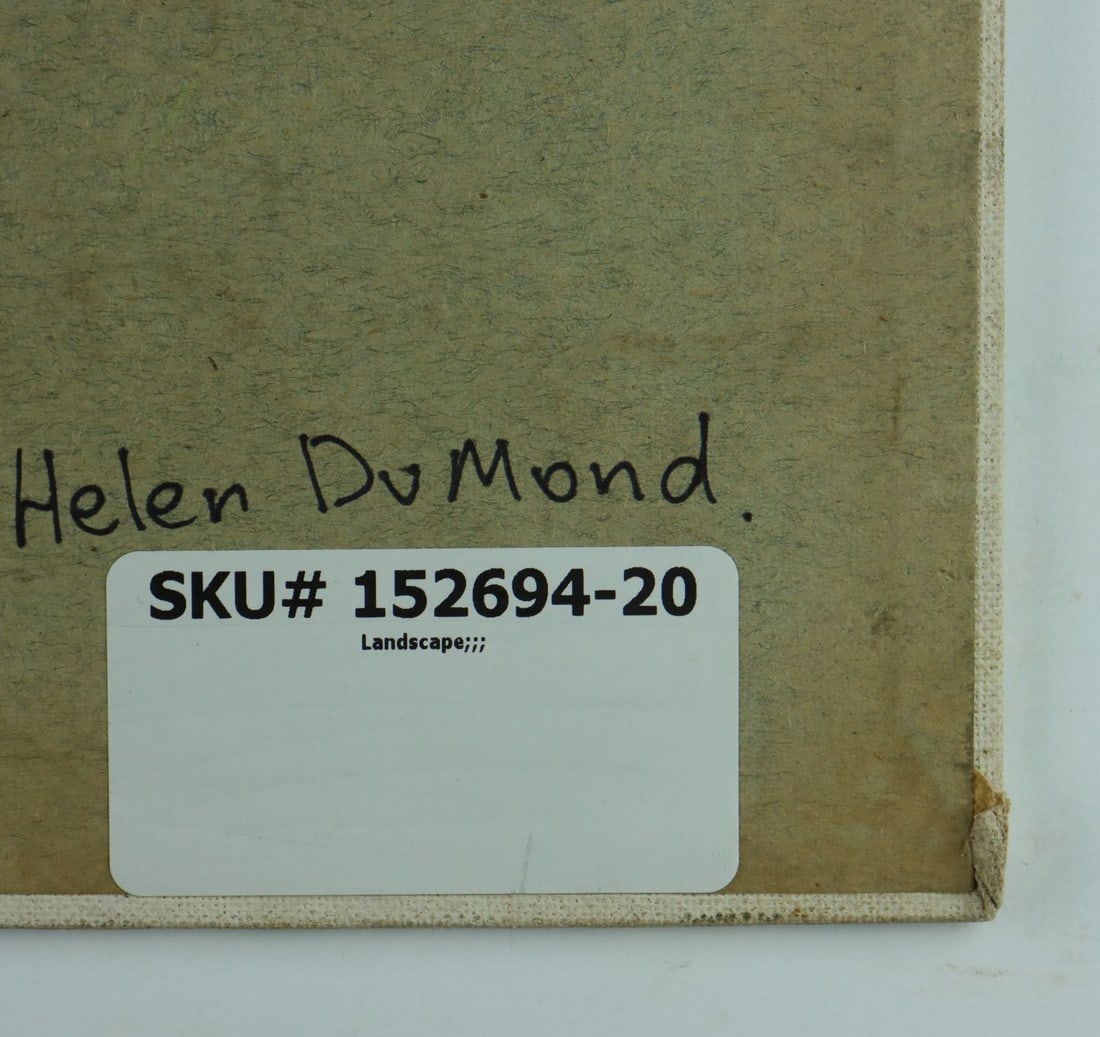 Helen DuMond.
SKU# 152694-20
Landscape;;;